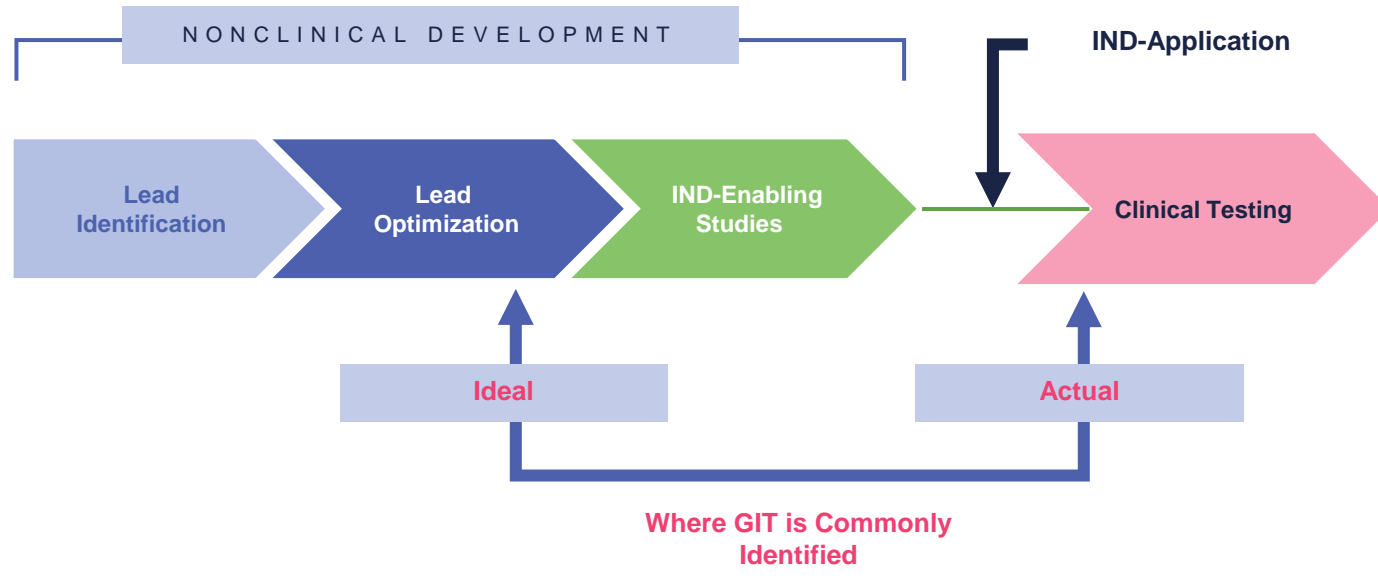 NONCLINICAL DEVELOPMENT
IND-Application
Lead
Identification
Lead
Optimization
IND-Enabling
Studies
Clinical Testing
Ideal
Actual
Where GIT is Commonly
Identified